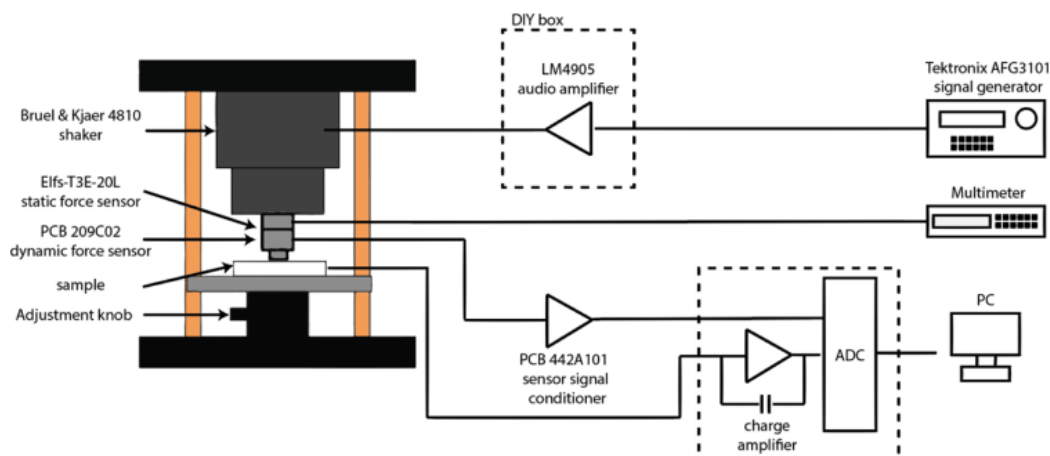 DIY box
LM4905
audio amplifier
Tektronix AFG3101
signal generator
Bruel & Kjaer 4810
shaker
Elfs-T3E-20L
static force sensor
Multimeter
PCB 209C02
dynamic force sensor
sample
Adjustment knob
PCB 442A101
sensor signal
conditioner
charge
amplifier
ADC
PC